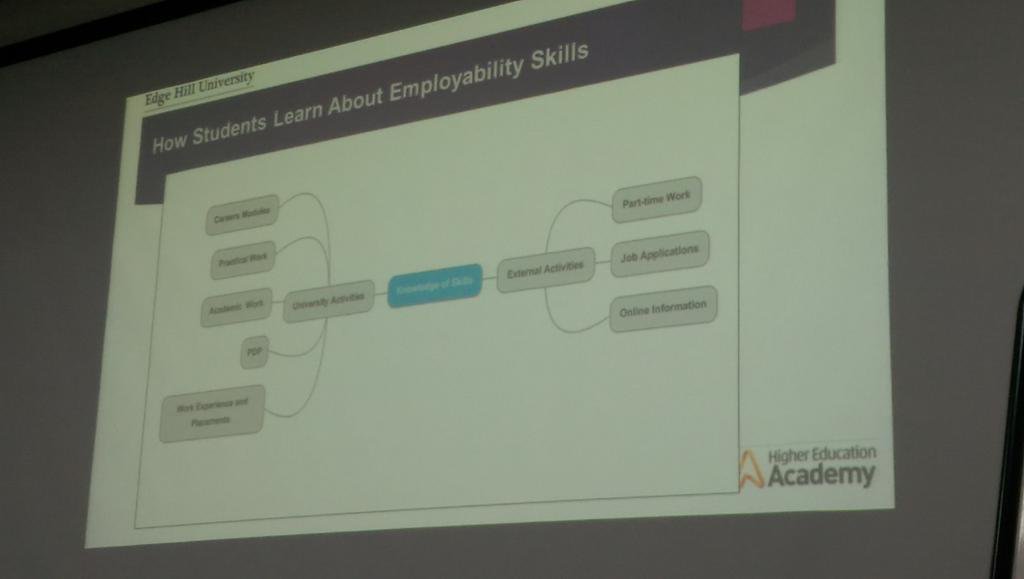 Edge Hill University
How Students Learn About Employability Skills
Careers Modules
Practical Work
Academic Work
PDP
Work Experience and
Placements
University Activities
Knowledge of Skills
External Activities
Part-time Work
Job Applications
Online Information
Higher Education
Academy